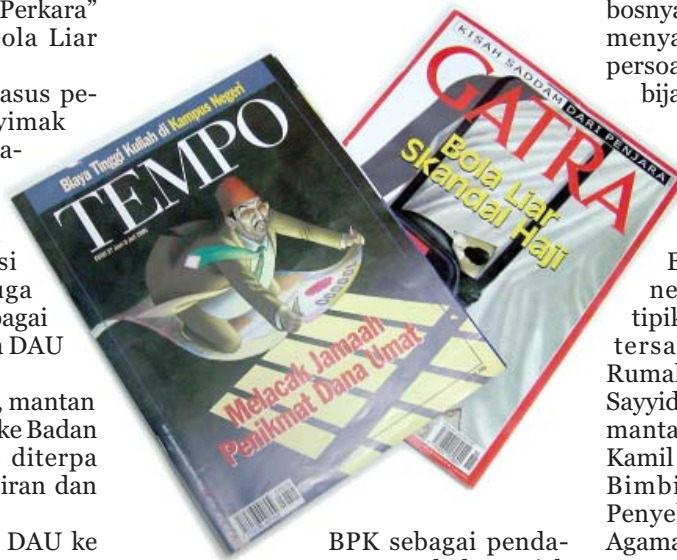 Perkara”
ola Liar
asus pe-
yimak
a-
si
uga
bagai
DAU
, mantan
ke Badan
diterpa
iran dan
DAU ke
Biaya Tinggi Kuliah di Kampus Negeri
TEMPO
Melacak Jamaah
Penikmat Dana Umat
KISAH SADDAM DARI PENJARA
GATRA
Bola Liar
Skandal Haji
BPK sebagai penda-
bosnya
menya
persoa
bija
B
ne
tipik
tersa
Rumal
Sayyid
manta
Kamil
Bimbi
Penye
Agama